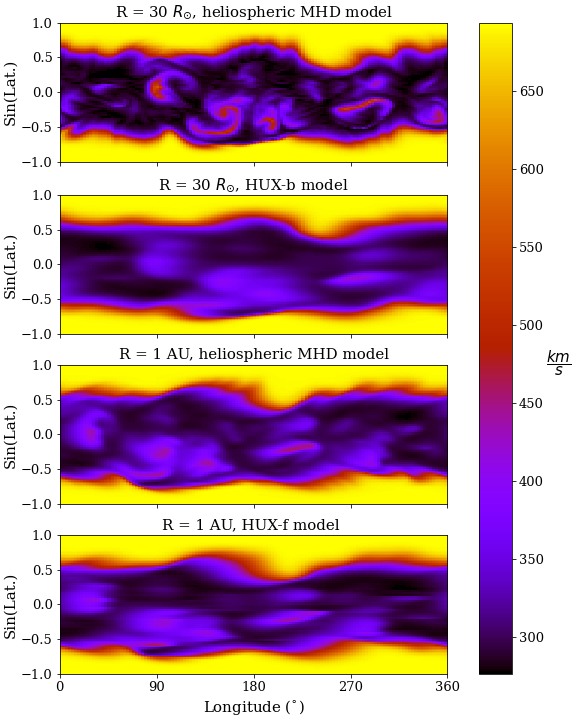 R = 30 R☉, heliospheric MHD model
1.0
0.5
0.0
−0.5
−1.0
Sin(Lat.)
R = 30 R☉, HUX-b model
1.0
0.5
0.0
−0.5
−1.0
Sin(Lat.)
R = 1 AU, heliospheric MHD model
1.0
0.5
0.0
−0.5
−1.0
Sin(Lat.)
R = 1 AU, HUX-f model
1.0
0.5
0.0
−0.5
−1.0
Sin(Lat.)
0 90 180 270 360
Longitude (°)
650
600
550
500
450
400
350
300
km
s